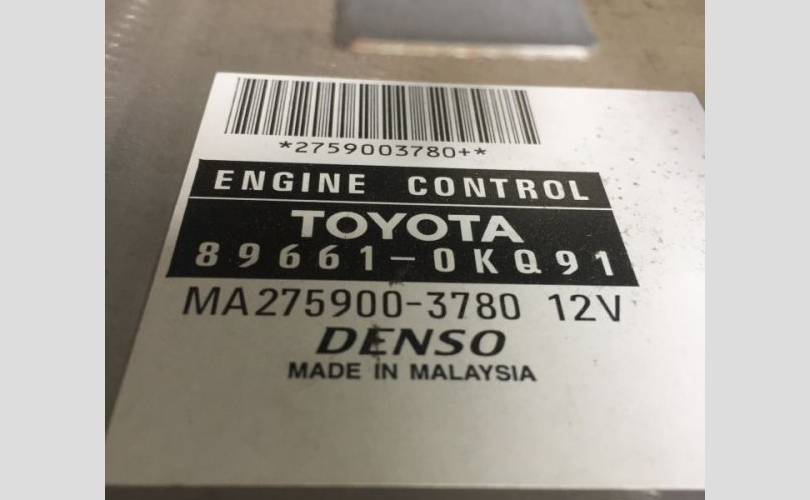 *2759003780+*
ENGINE CONTROL
TOYOTA
89661-0KQ91
MA275900-3780 12V
DENSO
MADE IN MALAYSIA